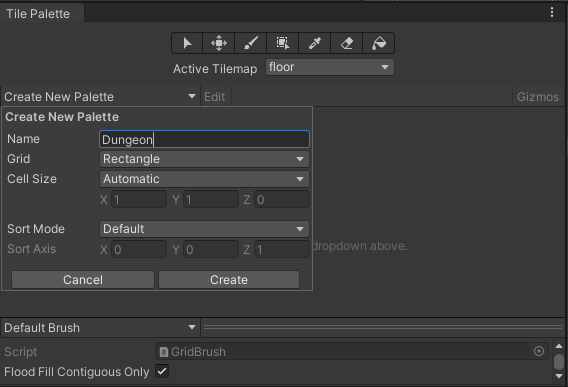 Tile Palette
Active Tilemap floor
Create New Palette Edit Gizmos
Create New Palette
Name Dungeon
Grid Rectangle
Cell Size Automatic
X 1 Y 1 Z 0
Sort Mode Default
dropdown above.
Sort Axis X 0 Y 0 Z 1
Cancel Create
Default Brush
Script GridBrush
Flood Fill Contiguous Only